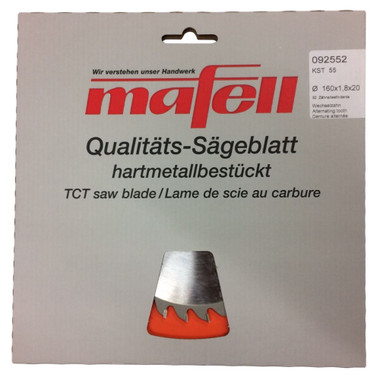 092552
KST 55
Ø 160x1,8x20
Wechselzahn
Alternating tooth
Denture alternée
Wir verstehen unser Handwerk
mafell
Qualitäts-Sägeblatt
hartmetallbestückt
TCT saw blade/Lame de scie au carbure